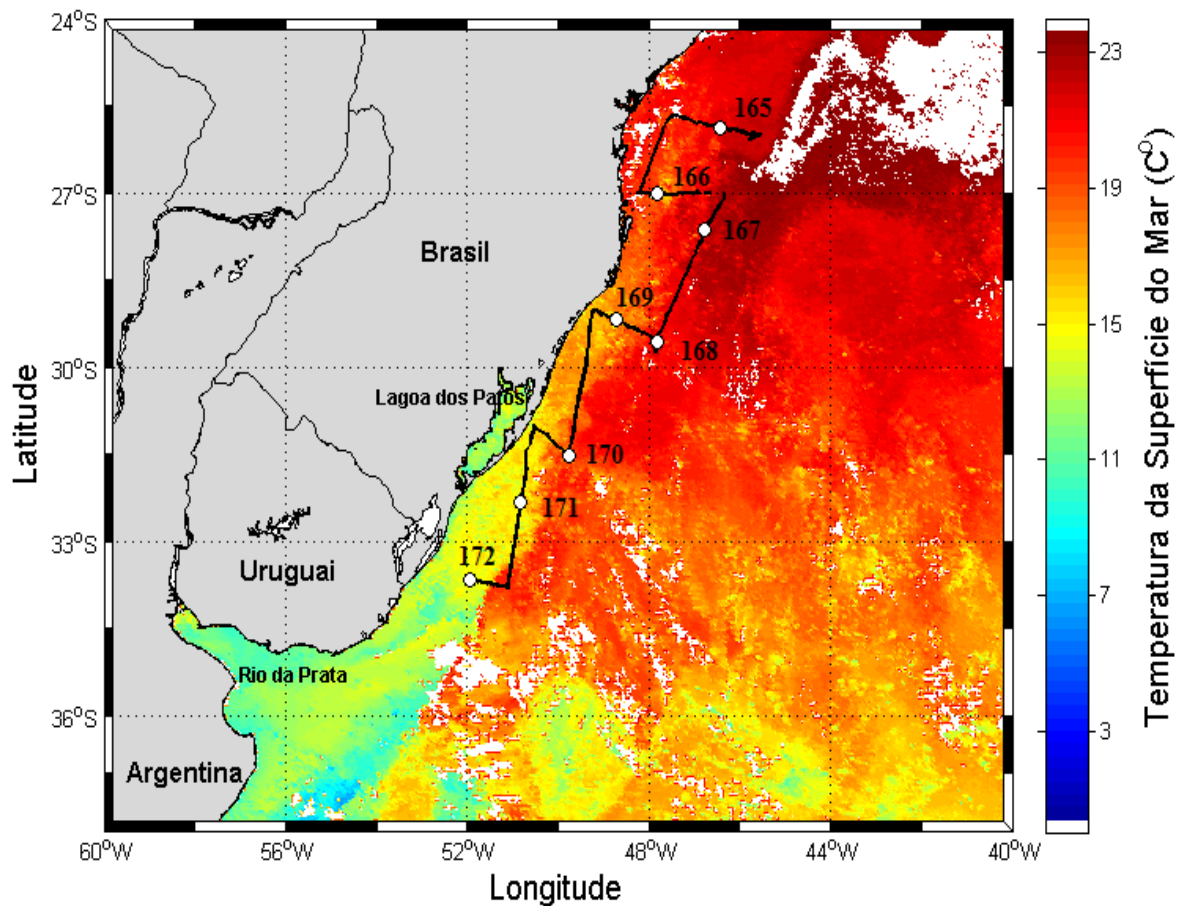 24°S
27°S
30°S
33°S
36°S
Latitude
60°W
56°W
52°W
48°W
44°W
40°W
Longitude
Brasil
Lagoa dos Patos
Uruguai
Rio da Prata
Argentina
165
166
167
169
168
170
171
172
23
19
15
11
7
3
Temperatura da Superfície do Mar (C⁰)